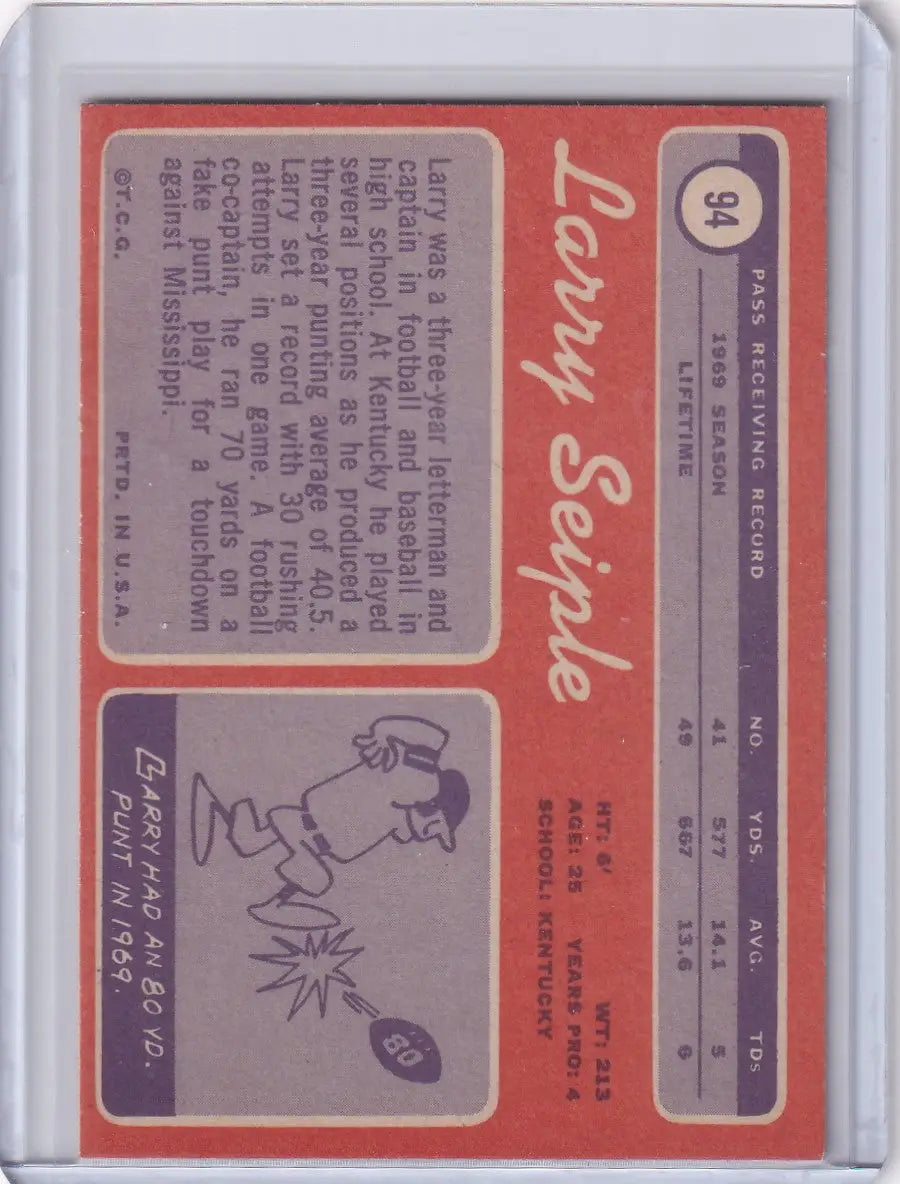 94
PASS RECEIVING RECORD NO. YDS. AVG. TDS
1969 SEASON 41 577 14.1 5
LIFETIME 49 667 13.6 6
Larry Seiple
HT: 6' WT: 213
AGE: 25 YEARS PRO: 4
SCHOOL: KENTUCKY
Larry was a three-year letterman and
captain in football and baseball in
high school. At Kentucky he played
several positions as he produced a
three-year punting average of 40.5.
Larry set a record with 30 rushing
attempts in one game. A football
co-captain, he ran 70 yards on a
fake punt play for a touchdown
against Mississippi.
©T.C.G. PRTD. IN U.S.A.
80
LARRY HAD AN 80 YD.
PUNT IN 1969.